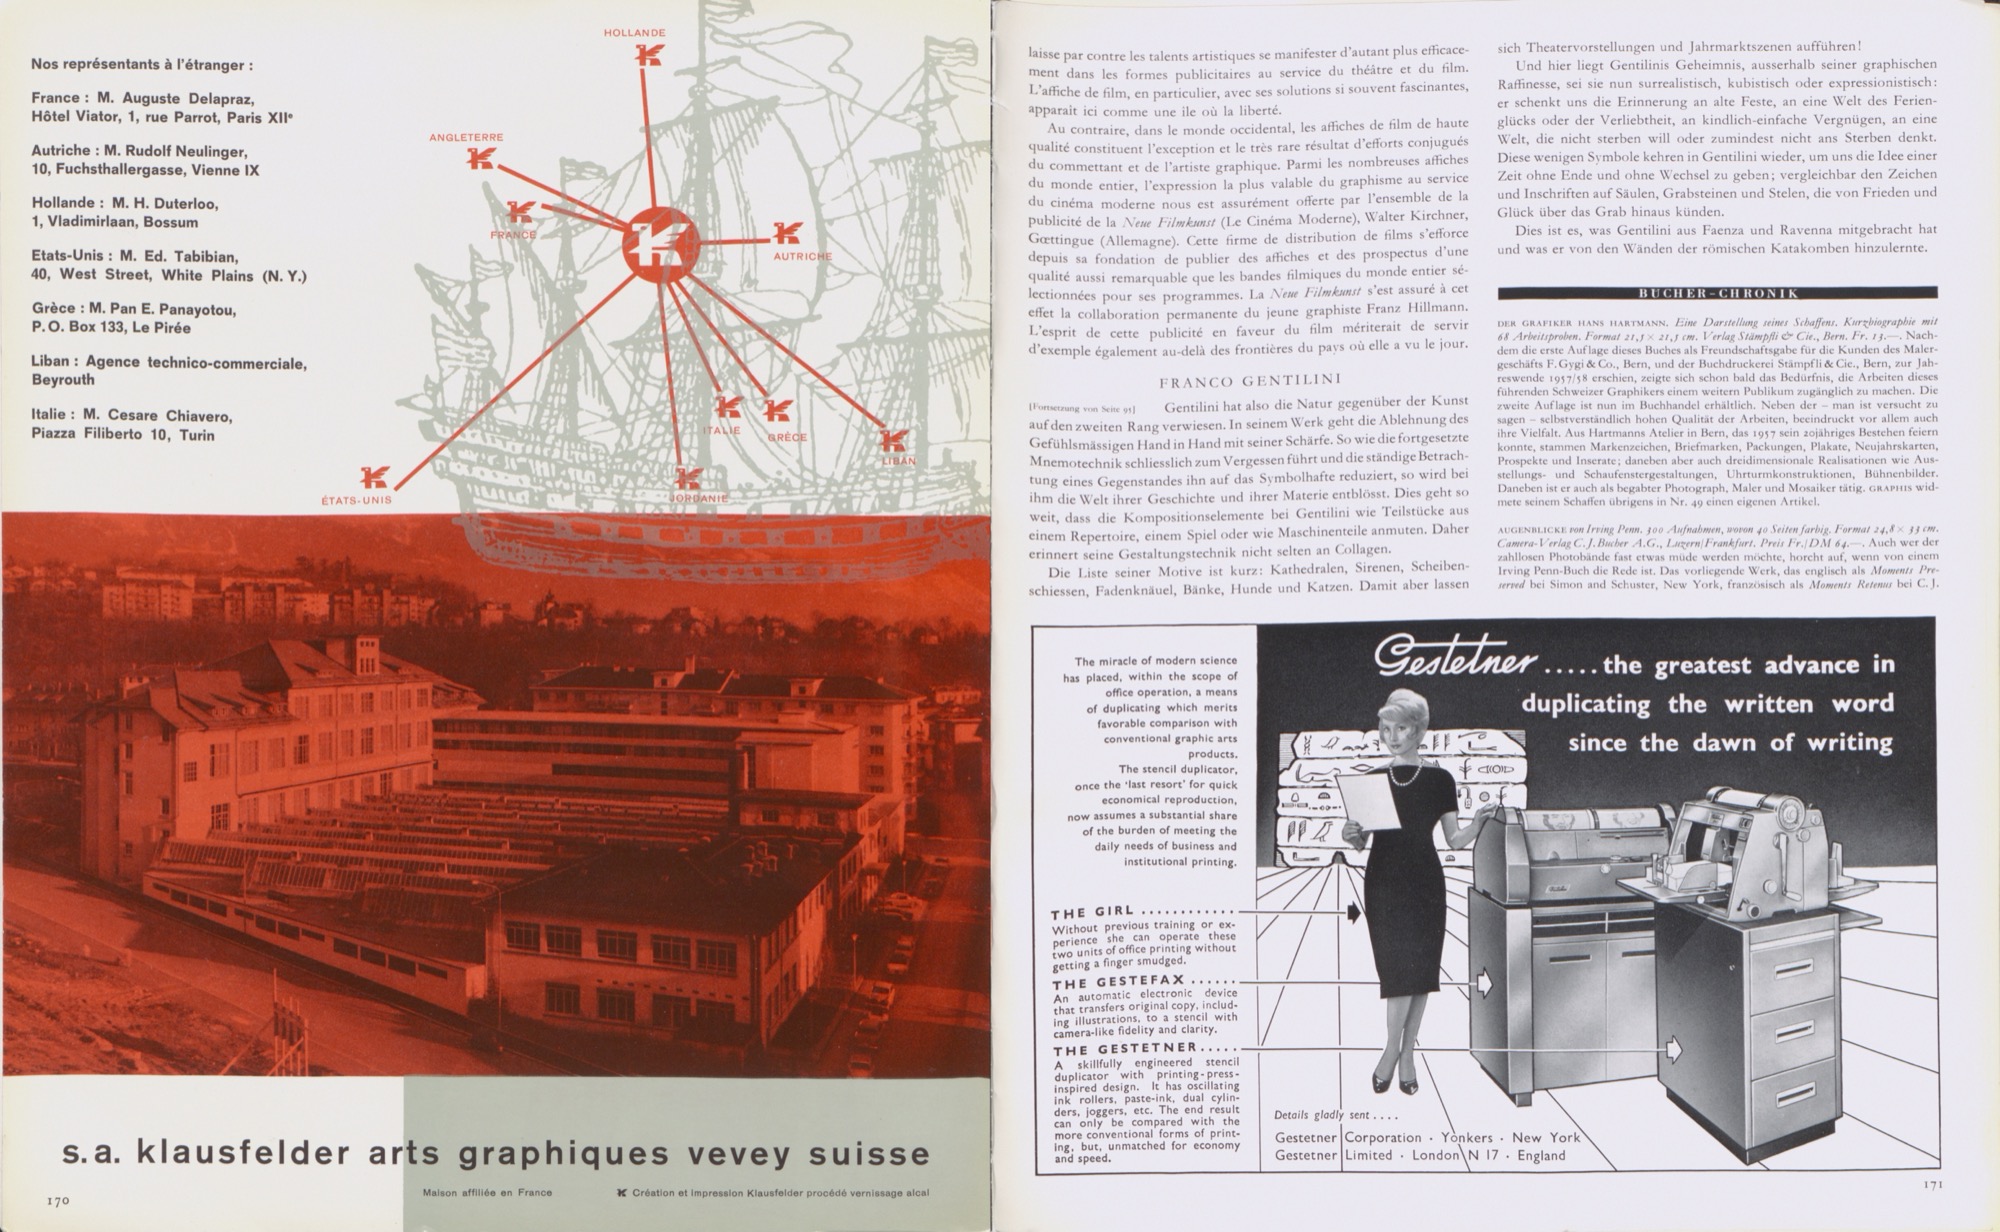 Nos représentants à l'étranger :
France : M. Auguste Delapraz,
Hôtel Viator, 1, rue Parrot, Paris XIIe
Autriche : M. Rudolf Neulinger,
10, Fuchsthallergasse, Vienne IX
Hollande : M. H. Duterloo,
1, Vladimirlaan, Bossum
Etats-Unis : M. Ed. Tabibian,
40, West Street, White Plains (N. Y.)
Grèce : M. Pan E. Panayotou,
P. O. Box 133, Le Pirée
Liban : Agence technico-commerciale,
Beyrouth
Italie : M. Cesare Chiavero,
Piazza Filiberto 10, Turin
HOLLANDE
ANGLETERRE
FRANCE
AUTRICHE
ITALIE
GRÈCE
LIBAN
ÉTATS-UNIS
JORDANIE
s.a. klausfelder arts graphiques vevey suisse
Maison affiliée en France
Création et impression Klausfelder procédé vernissage alcal
170
laisse par contre les talents artistiques se manifester d'autant plus efficace-
ment dans les formes publicitaires au service du théâtre et du film.
L'affiche de film, en particulier, avec ses solutions si souvent fascinantes,
apparaît ici comme une île où la liberté.
Au contraire, dans le monde occidental, les affiches de film de haute
qualité constituent l'exception et le très rare résultat d'efforts conjugués
du commettant et de l'artiste graphique. Parmi les nombreuses affiches
du monde entier, l'expression la plus valable du graphisme au service
du cinéma moderne nous est assurément offerte par l'ensemble de la
publicité de la Neue Filmkunst (Le Cinéma Moderne), Walter Kirchner,
Gœttingue (Allemagne). Cette firme de distribution de films s'efforce
depuis sa fondation de publier des affiches et des prospectus d'une
qualité aussi remarquable que les bandes filmiques du monde entier sé-
lectionnées pour ses programmes. La Neue Filmkunst s'est assuré à cet
effet la collaboration permanente du jeune graphiste Franz Hillmann.
L'esprit de cette publicité en faveur du film mériterait de servir
d'exemple également au-delà des frontières du pays où elle a vu le jour.
FRANCO GENTILINI
[Fortsetzung von Seite 95] Gentilini hat also die Natur gegenüber der Kunst
auf den zweiten Rang verwiesen. In seinem Werk geht die Ablehnung des
Gefühlsmässigen Hand in Hand mit seiner Schärfe. So wie die fortgesetzte
Mnemotechnik schliesslich zum Vergessen führt und die ständige Betrach-
tung eines Gegenstandes ihn auf das Symbolhafte reduziert, so wird bei
ihm die Welt ihrer Geschichte und ihrer Materie entblösst. Dies geht so
weit, dass die Kompositionselemente bei Gentilini wie Teilstücke aus
einem Repertoire, einem Spiel oder wie Maschinenteile anmuten. Daher
erinnert seine Gestaltungstechnik nicht selten an Collagen.
Die Liste seiner Motive ist kurz: Kathedralen, Sirenen, Scheiben-
schiessen, Fadenknäuel, Bänke, Hunde und Katzen. Damit aber lassen
sich Theatervorstellungen und Jahrmarktszenen aufführen!
Und hier liegt Gentilinis Geheimnis, ausserhalb seiner graphischen
Raffinesse, sei sie nun surrealistisch, kubistisch oder expressionistisch:
er schenkt uns die Erinnerung an alte Feste, an eine Welt des Ferien-
glücks oder der Verliebtheit, an kindlich-einfache Vergnügen, an eine
Welt, die nicht sterben will oder zumindest nicht ans Sterben denkt.
Diese wenigen Symbole kehren in Gentilini wieder, um uns die Idee einer
Zeit ohne Ende und ohne Wechsel zu geben; vergleichbar den Zeichen
und Inschriften auf Säulen, Grabsteinen und Stelen, die von Frieden und
Glück über das Grab hinaus künden.
Dies ist es, was Gentilini aus Faenza und Ravenna mitgebracht hat
und was er von den Wänden der römischen Katakomben hinzulernte.
BÜCHER-CHRONIK
DER GRAFIKER HANS HARTMANN. Eine Darstellung seines Schaffens. Kurzbiographie mit
68 Arbeitsproben. Format 21,5 × 21,5 cm. Verlag Stämpfli & Cie., Bern. Fr. 13.—. Nach-
dem die erste Auflage dieses Buches als Freundschaftsgabe für die Kunden des Maler-
geschäfts F. Gygi & Co., Bern, und der Buchdruckerei Stämpfli & Cie., Bern, zur Jah-
reswende 1957/58 erschien, zeigte sich schon bald das Bedürfnis, die Arbeiten dieses
führenden Schweizer Graphikers einem weitern Publikum zugänglich zu machen. Die
zweite Auflage ist nun im Buchhandel erhältlich. Neben der – man ist versucht zu
sagen – selbstverständlich hohen Qualität der Arbeiten, beeindruckt vor allem auch
ihre Vielfalt. Aus Hartmanns Atelier in Bern, das 1957 sein 20jähriges Bestehen feiern
konnte, stammen Markenzeichen, Briefmarken, Packungen, Plakate, Neujahrskarten,
Prospekte und Inserate; daneben aber auch dreidimensionale Realisationen wie Aus-
stellungs- und Schaufenstergestaltungen, Uhrturmkonstruktionen, Bühnenbilder.
Daneben ist er auch als begabter Photograph, Maler und Mosaiker tätig. GRAPHIS wid-
mete seinem Schaffen übrigens in Nr. 49 einen eigenen Artikel.
AUGENBLICKE von Irving Penn. 300 Aufnahmen, wovon 40 Seiten farbig. Format 24,8 × 33 cm.
Camera-Verlag C. J. Bucher A.G., Luzern/Frankfurt. Preis Fr./DM 64.—. Auch wer der
zahllosen Photobände fast etwas müde werden möchte, horcht auf, wenn von einem
Irving Penn-Buch die Rede ist. Das vorliegende Werk, das englisch als Moments Pre-
served bei Simon and Schuster, New York, französisch als Moments Retenus bei C. J.
The miracle of modern science
has placed, within the scope of
office operation, a means
of duplicating which merits
favorable comparison with
conventional graphic arts
products.
The stencil duplicator,
once the 'last resort' for quick
economical reproduction,
now assumes a substantial share
of the burden of meeting the
daily needs of business and
institutional printing.
THE GIRL ............
Without previous training or ex-
perience she can operate these
two units of office printing without
getting a finger smudged.
THE GESTEFAX ......
An automatic electronic device
that transfers original copy, includ-
ing illustrations, to a stencil with
camera-like fidelity and clarity.
THE GESTETNER.....
A skillfully engineered stencil
duplicator with printing-press-
inspired design. It has oscillating
ink rollers, paste-ink, dual cylin-
ders, joggers, etc. The end result
can only be compared with the
more conventional forms of print-
ing, but, unmatched for economy
and speed.
Gestetner ..... the greatest advance in
duplicating the written word
since the dawn of writing
Details gladly sent ....
Gestetner Corporation · Yonkers · New York
Gestetner Limited · London N 17 · England
171